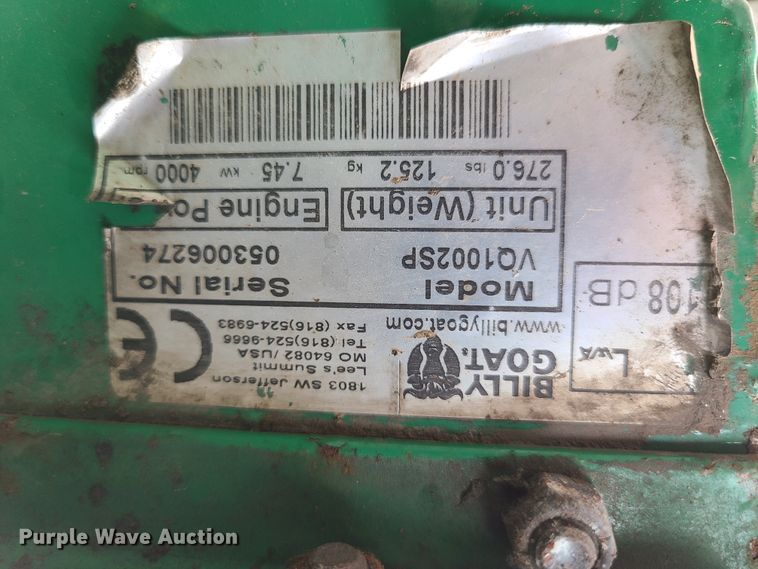 BILLY
GOAT.
www.billygoat.com
1803 SW Jefferson
Lee's Summit
MO 64082 /USA
Tel (816)524-9666
Fax (816)524-6983
CE
LwA
108 dB
Model
Serial No.
VQ1002SP
053006274
Unit (Weight)
Engine Po
276.0 lbs 125.2 kg
7.45 kW 4000 rpm
Purple Wave Auction